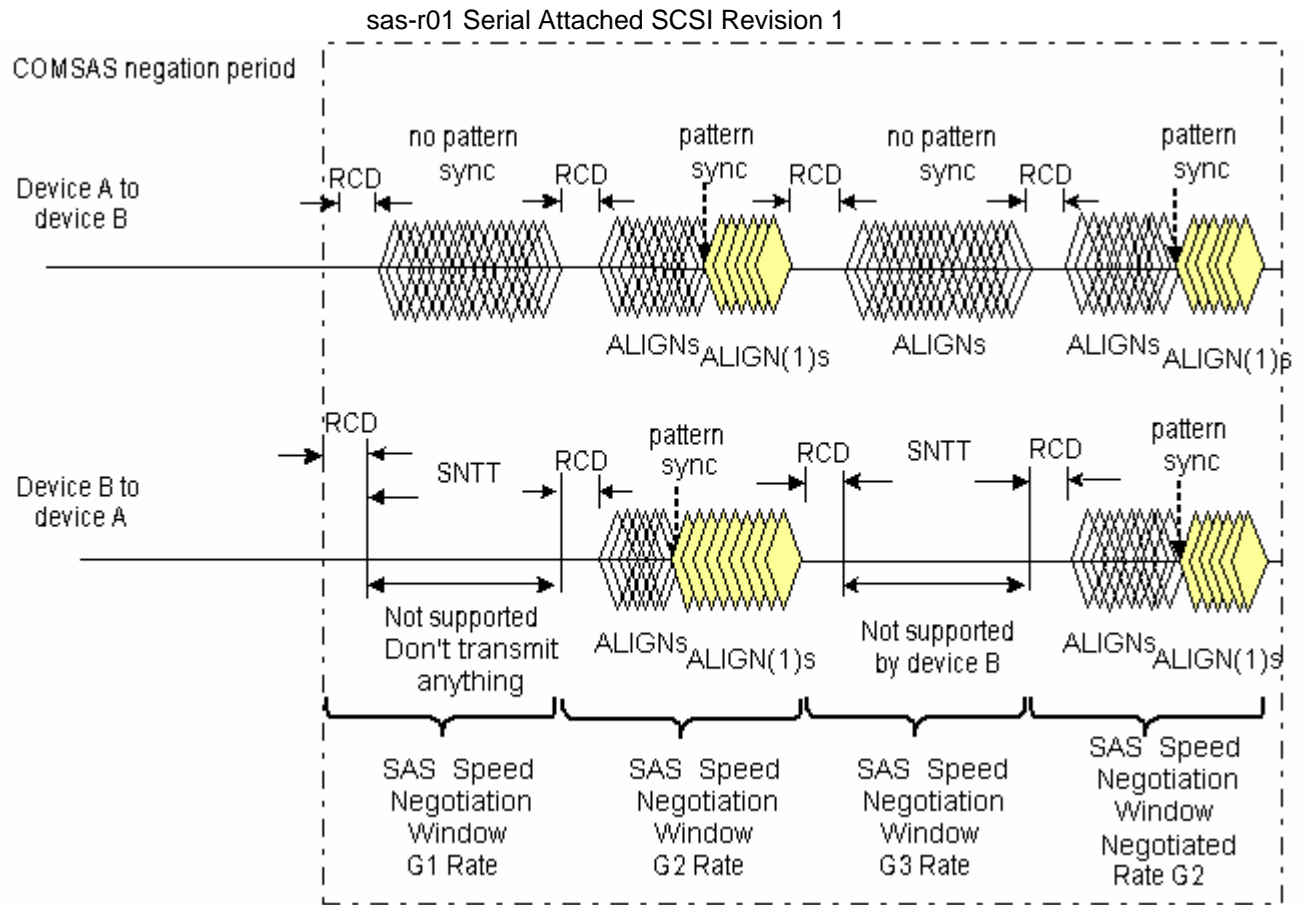 sas-r01 Serial Attached SCSI Revision 1
COMSAS negation period
no pattern
sync
pattern
sync
no pattern
sync
pattern
sync
RCD
RCD
RCD
RCD
Device A to
device B
ALIGNs
ALIGN(1)s
ALIGNs
ALIGNs
ALIGN(1)s
RCD
SNTT
RCD
pattern
sync
RCD
SNTT
RCD
pattern
sync
Device B to
device A
Not supported
Don't transmit
anything
ALIGNs
ALIGN(1)s
Not supported
by device B
ALIGNs
ALIGN(1)s
SAS Speed
Negotiation
Window
G1 Rate
SAS Speed
Negotiation
Window
G2 Rate
SAS Speed
Negotiation
Window
G3 Rate
SAS Speed
Negotiation
Window
Negotiated
Rate G2